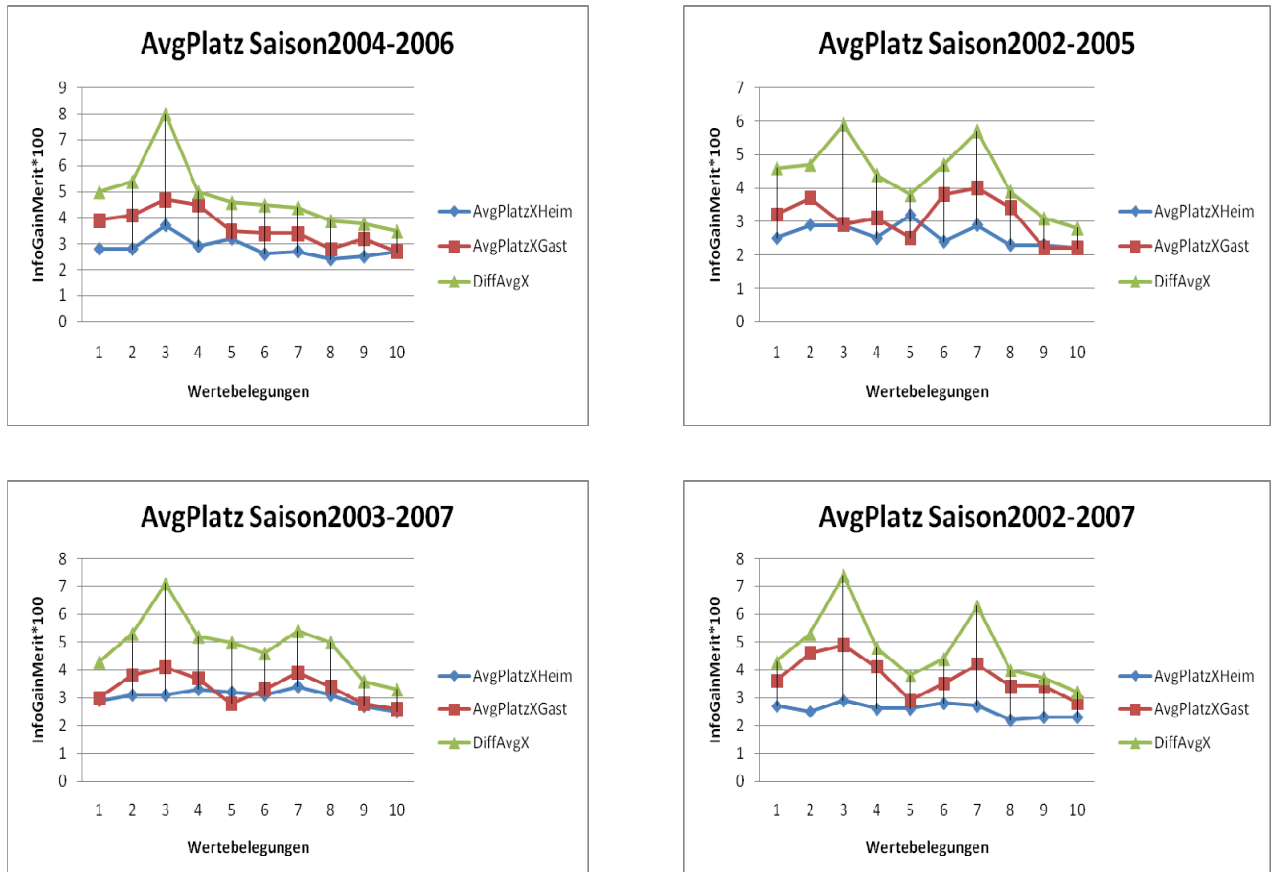 AvgPlatz Saison2004-2006
InfoGainMerit*100
9
8
7
6
5
4
3
2
1
0
1 2 3 4 5 6 7 8 9 10
Wertebelegungen
AvgPlatzXHeim
AvgPlatzXGast
DiffAvgX
AvgPlatz Saison2002-2005
InfoGainMerit*100
7
6
5
4
3
2
1
0
1 2 3 4 5 6 7 8 9 10
Wertebelegungen
AvgPlatzXHeim
AvgPlatzXGast
DiffAvgX
AvgPlatz Saison2003-2007
InfoGainMerit*100
8
7
6
5
4
3
2
1
0
1 2 3 4 5 6 7 8 9 10
Wertebelegungen
AvgPlatzXHeim
AvgPlatzXGast
DiffAvgX
AvgPlatz Saison2002-2007
InfoGainMerit*100
8
7
6
5
4
3
2
1
0
1 2 3 4 5 6 7 8 9 10
Wertebelegungen
AvgPlatzXHeim
AvgPlatzXGast
DiffAvgX